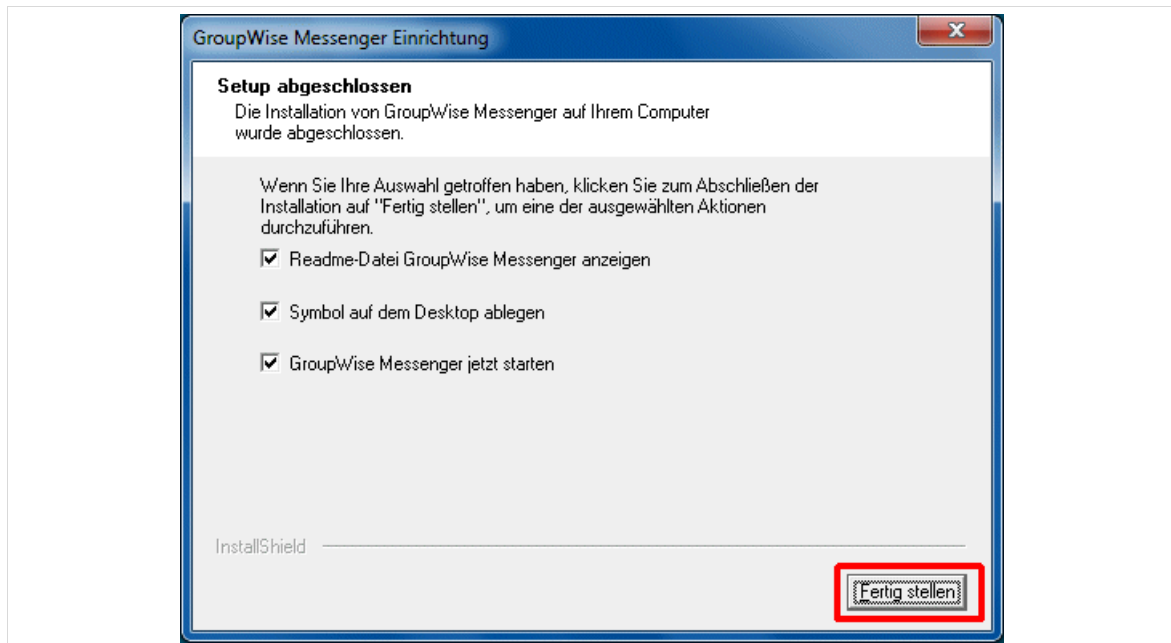 GroupWise Messenger Einrichtung
Setup abgeschlossen
Die Installation von GroupWise Messenger auf Ihrem Computer
wurde abgeschlossen.
Wenn Sie Ihre Auswahl getroffen haben, klicken Sie zum Abschließen der
Installation auf "Fertig stellen", um eine der ausgewählten Aktionen
durchzuführen.
Readme-Datei GroupWise Messenger anzeigen
Symbol auf dem Desktop ablegen
GroupWise Messenger jetzt starten
InstallShield
Fertig stellen